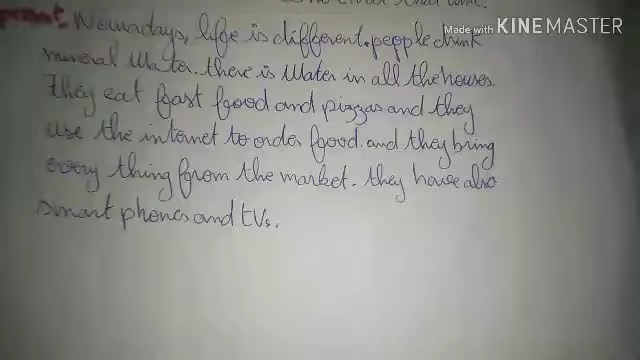 that time.
Made with KINEMASTER
Nowadays, life is different. people drink
mineral Water. there is Water in all the houses.
They eat fast food and pizzas and they
use the internet to order food. and they bring
every thing from the market. they have also
smart phones and TVs.